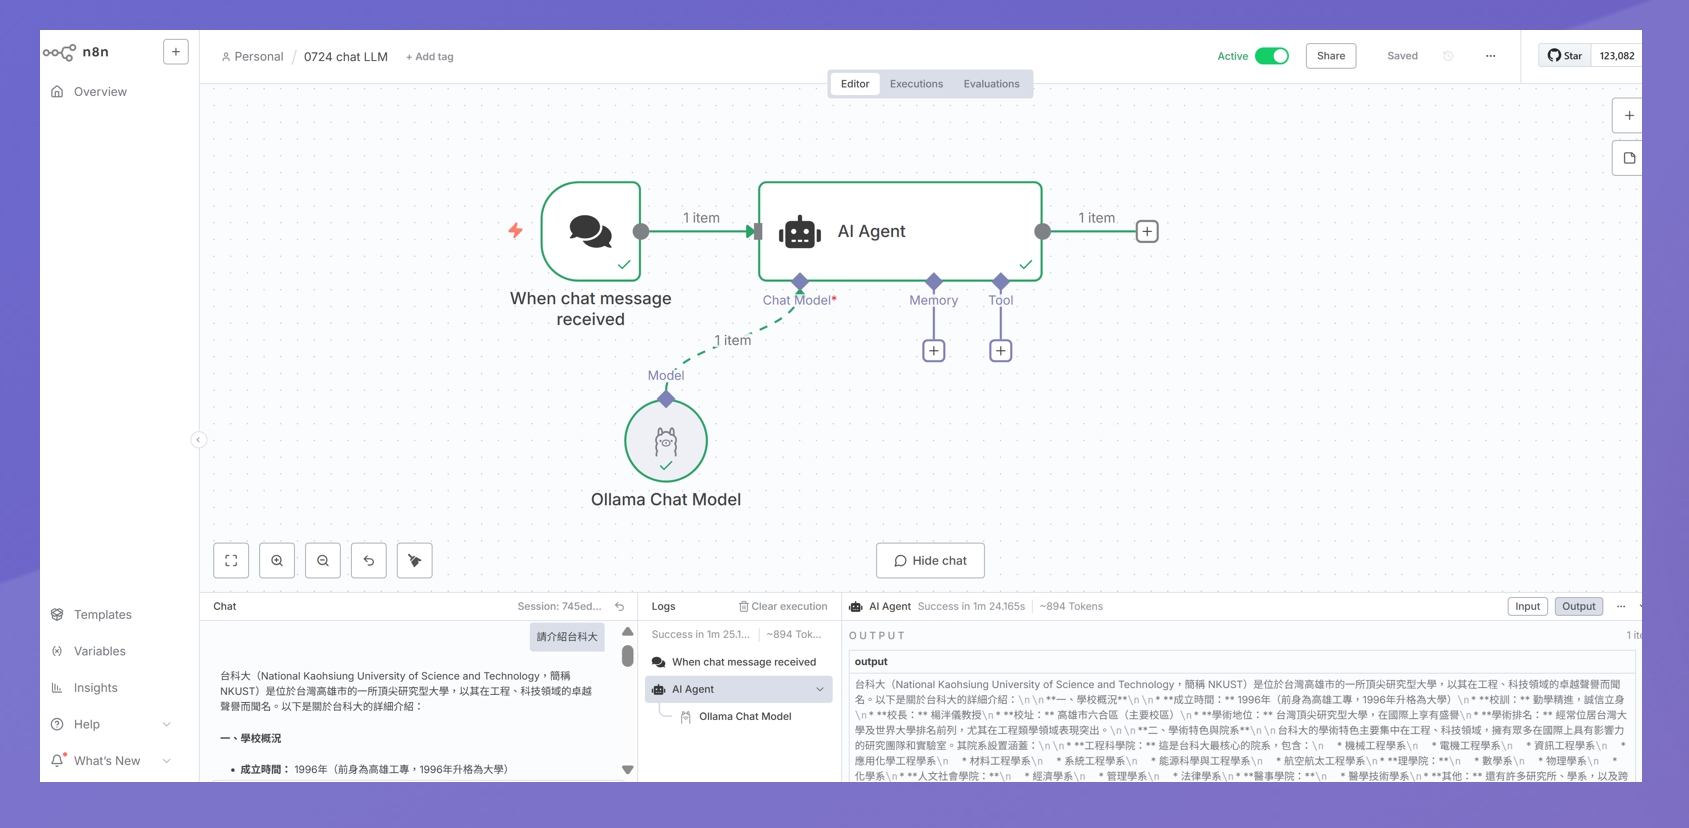 n8n
Personal / 0724 chat LLM + Add tag
Active
Share
Saved
Star 123,082
Editor Executions Evaluations
Overview
1 item
AI Agent
1 item
When chat message
received
Chat Model*
Memory
Tool
1 item
Model
Ollama Chat Model
Hide chat
Templates
Variables
Insights
Help
What's New
Chat
Session: 745ed...
請介紹台科大
台科大（National Kaohsiung University of Science and Technology，簡稱
NKUST）是位於台灣高雄市的一所頂尖研究型大學，以其在工程、科技領域的卓越
聲譽而聞名。以下是關於台科大的詳細介紹：
一、學校概況
• 成立時間： 1996年（前身為高雄工專，1996年升格為大學）
Logs
Clear execution
Success in 1m 25.1... ~894 Tok...
When chat message received
AI Agent
Ollama Chat Model
AI Agent Success in 1m 24.165s ~894 Tokens
Input Output
OUTPUT
1 ite
output
台科大（National Kaohsiung University of Science and Technology，簡稱 NKUST）是位於台灣高雄市的一所頂尖研究型大學，以其在工程、科技領域的卓越聲譽而聞
名。以下是關於台科大的詳細介紹：\n\n**一、學校概況**\n\n* **成立時間：** 1996年（前身為高雄工專，1996年升格為大學）\n* **校訓：** 勤學精進，誠信立身
\n* **校長：** 楊泮儀教授\n* **校址：** 高雄市六合區（主要校區）\n* **學術地位：** 台灣頂尖研究型大學，在國際上享有盛譽\n* **學術排名：** 經常位居台灣大
學及世界大學排名前列，尤其在工程類學領域表現突出。\n\n**二、學術特色與院系**\n\n台科大的學術特色主要集中在工程、科技領域，擁有眾多在國際上具有影響力
的研究團隊和實驗室。其院系設置涵蓋：\n\n* **工程科學院：** 這是台科大最核心的院系，包含：\n * 機械工程學系\n * 電機工程學系\n * 資訊工程學系\n *
應用化學工程學系\n * 材料工程學系\n * 系統工程學系\n * 能源科學與工程學系\n * 航空航太工程學系\n* **理學院：**\n * 數學系\n * 物理學系\n *
化學系\n* **人文社會學院：**\n * 經濟學系\n * 管理學系\n * 法律學系\n* **醫事學院：**\n * 醫學技術學系\n* **其他：** 還有許多研究所、學系，以及跨